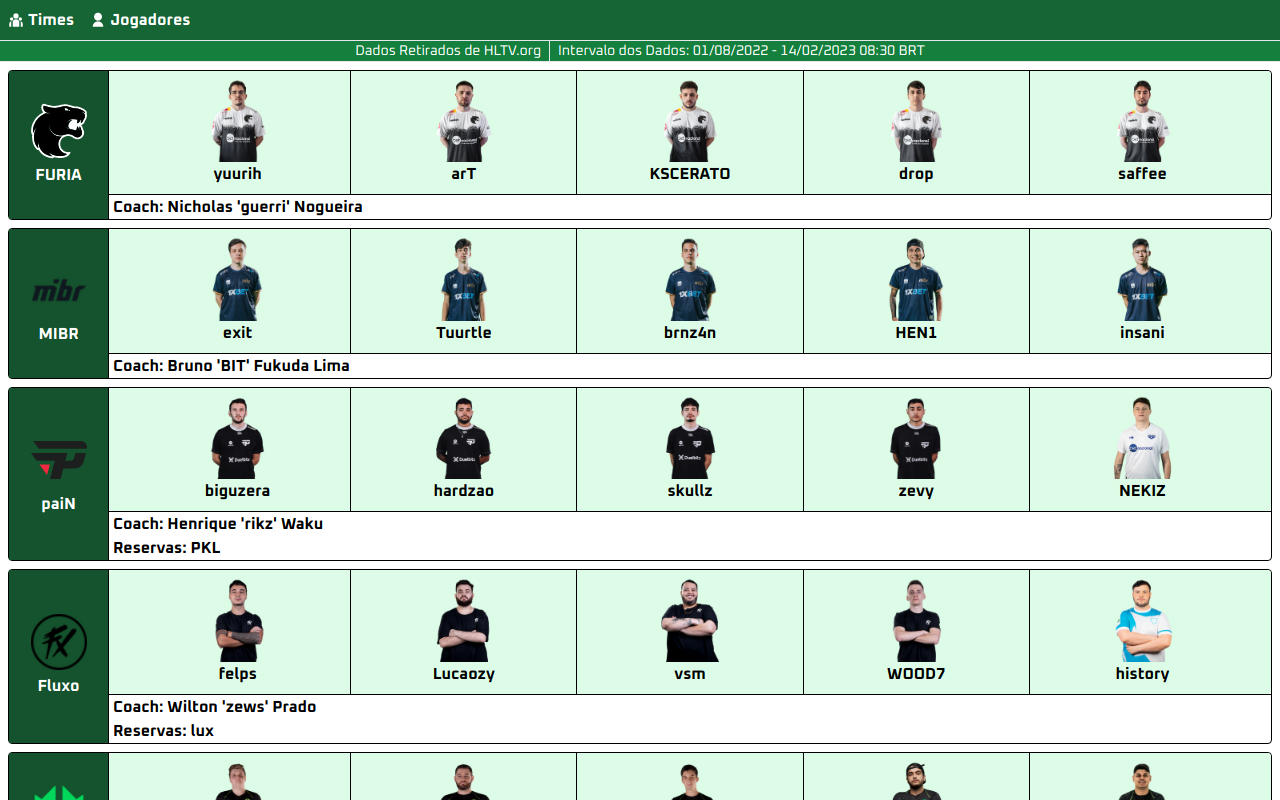 Times Jogadores
Dados Retirados de HLTV.org Intervalo dos Dados: 01/08/2022 - 14/02/2023 08:30 BRT
FURIA
yuurih arT KSCERATO drop saffee
Coach: Nicholas 'guerri' Nogueira
mibr
MIBR
exit Tuurtle brnz4n HEN1 insani
Coach: Bruno 'BIT' Fukuda Lima
paiN
biguzera hardzao skullz zevy NEKIZ
Coach: Henrique 'rikz' Waku
Reservas: PKL
FX
Fluxo
felps Lucaozy vsm WOOD7 history
Coach: Wilton 'zews' Prado
Reservas: lux